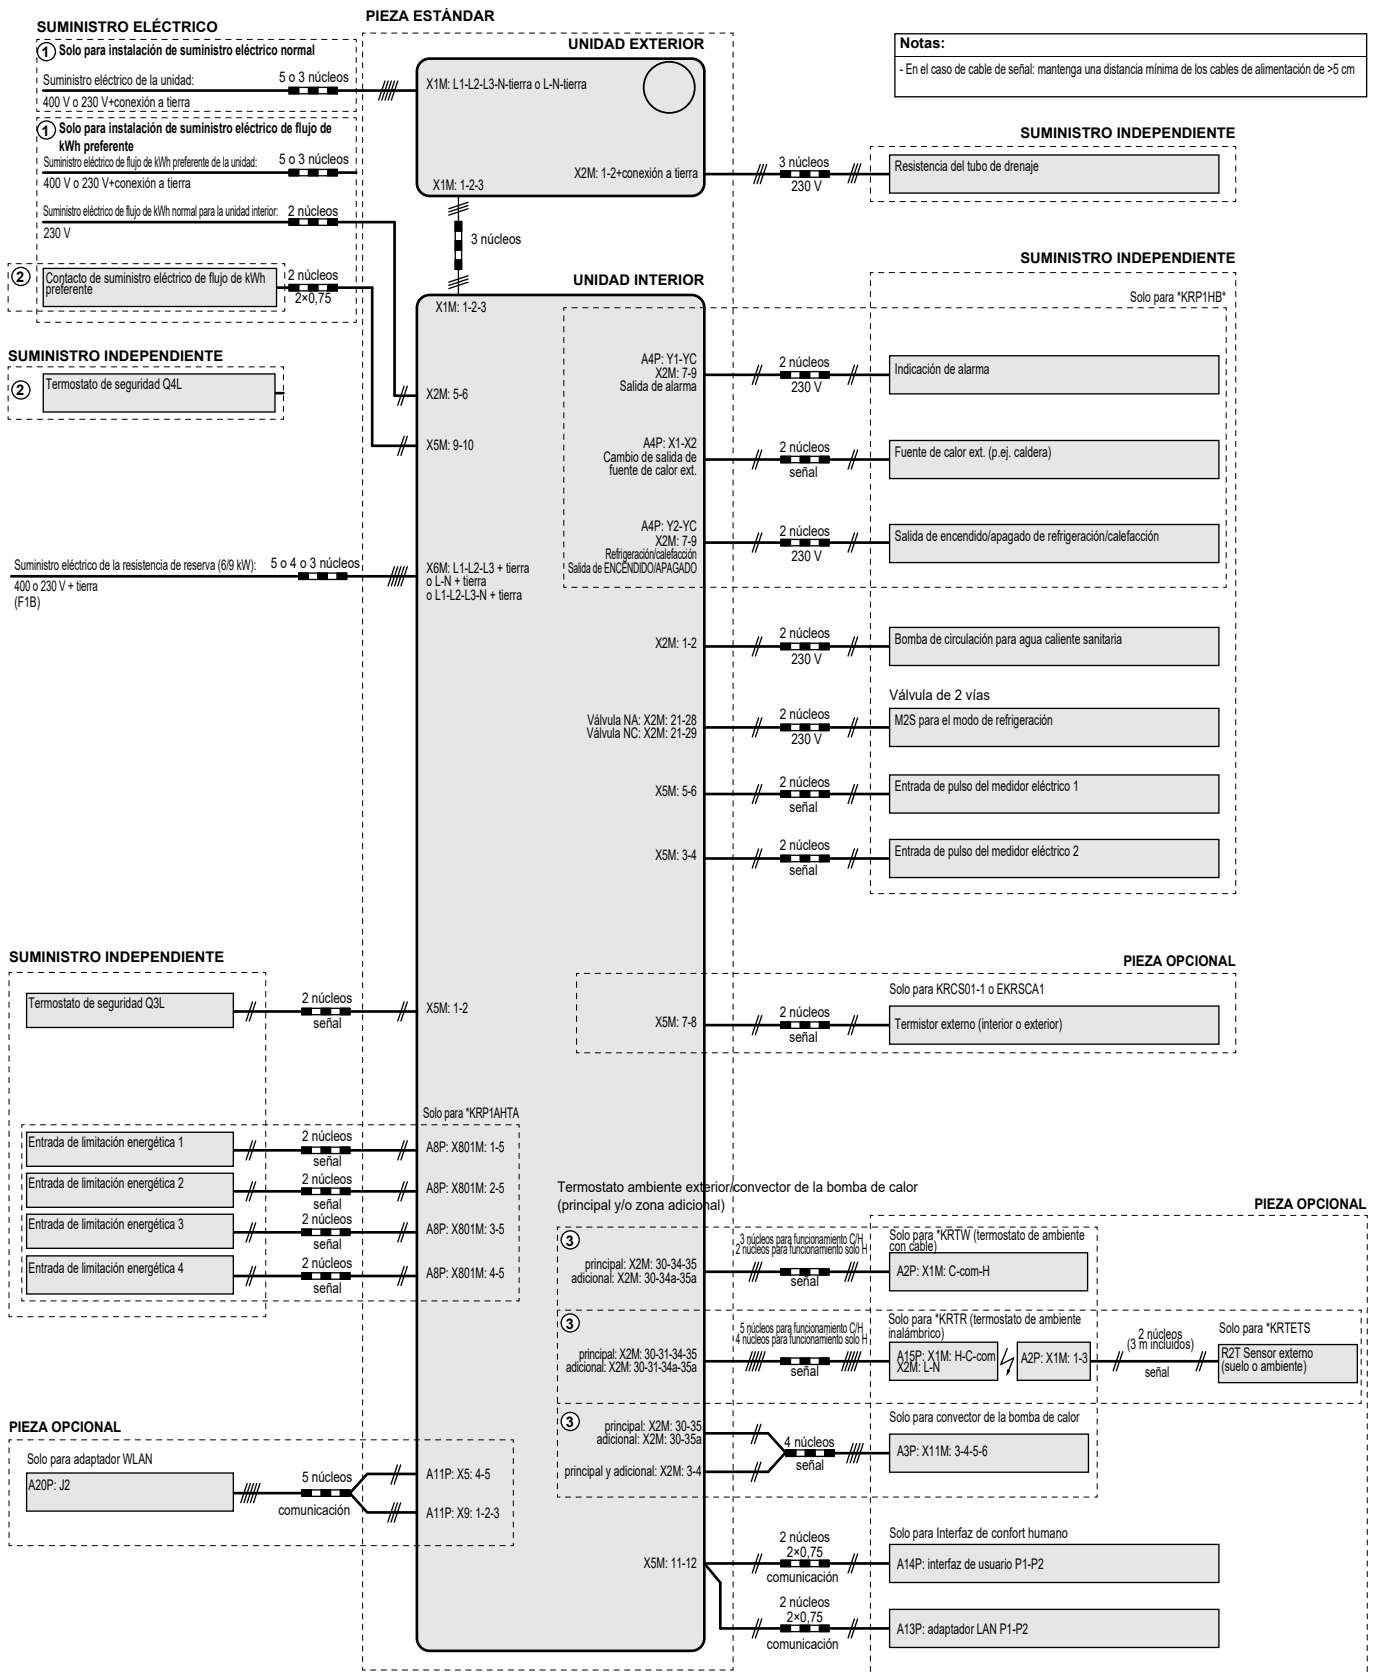 SUMINISTRO ELÉCTRICO
① Solo para instalación de suministro eléctrico normal
Suministro eléctrico de la unidad:
5 o 3 núcleos
400 V o 230 V+conexión a tierra
① Solo para instalación de suministro eléctrico de flujo de
kWh preferente
Suministro eléctrico de flujo de kWh preferente de la unidad:
5 o 3 núcleos
400 V o 230 V+conexión a tierra
Suministro eléctrico de flujo de kWh normal para la unidad interior:
2 núcleos
230 V
②
Contacto de suministro eléctrico de flujo de kWh
preferente
2 núcleos
2×0,75
SUMINISTRO INDEPENDIENTE
②
Termostato de seguridad Q4L
Suministro eléctrico de la resistencia de reserva (6/9 kW):
5 o 4 o 3 núcleos
400 o 230 V + tierra
(F1B)
SUMINISTRO INDEPENDIENTE
Termostato de seguridad Q3L
2 núcleos
señal
Entrada de limitación energética 1
2 núcleos
señal
Entrada de limitación energética 2
2 núcleos
señal
Entrada de limitación energética 3
2 núcleos
señal
Entrada de limitación energética 4
2 núcleos
señal
PIEZA OPCIONAL
Solo para adaptador WLAN
A20P: J2
5 núcleos
comunicación
PIEZA ESTÁNDAR
UNIDAD EXTERIOR
X1M: L1-L2-L3-N-tierra o L-N-tierra
X2M: 1-2+conexión a tierra
X1M: 1-2-3
3 núcleos
UNIDAD INTERIOR
X1M: 1-2-3
X2M: 5-6
X5M: 9-10
X6M: L1-L2-L3 + tierra
o L-N + tierra
o L1-L2-L3-N + tierra
X5M: 1-2
Solo para *KRP1AHTA
A8P: X801M: 1-5
A8P: X801M: 2-5
A8P: X801M: 3-5
A8P: X801M: 4-5
A11P: X5: 4-5
A11P: X9: 1-2-3
Notas:
- En el caso de cable de señal: mantenga una distancia mínima de los cables de alimentación de >5 cm
SUMINISTRO INDEPENDIENTE
3 núcleos
230 V
Resistencia del tubo de drenaje
SUMINISTRO INDEPENDIENTE
Solo para *KRP1HB*
A4P: Y1-YC
X2M: 7-9
Salida de alarma
2 núcleos
230 V
Indicación de alarma
A4P: X1-X2
Cambio de salida de
fuente de calor ext.
2 núcleos
señal
Fuente de calor ext. (p.ej. caldera)
A4P: Y2-YC
X2M: 7-9
Refrigeración/calefacción
Salida de ENCENDIDO/APAGADO
2 núcleos
230 V
Salida de encendido/apagado de refrigeración/calefacción
X2M: 1-2
2 núcleos
230 V
Bomba de circulación para agua caliente sanitaria
Válvula de 2 vías
Válvula NA: X2M: 21-28
Válvula NC: X2M: 21-29
2 núcleos
230 V
M2S para el modo de refrigeración
X5M: 5-6
2 núcleos
señal
Entrada de pulso del medidor eléctrico 1
X5M: 3-4
2 núcleos
señal
Entrada de pulso del medidor eléctrico 2
PIEZA OPCIONAL
Solo para KRCS01-1 o EKRSCA1
X5M: 7-8
2 núcleos
señal
Termistor externo (interior o exterior)
Termostato ambiente exterior/convector de la bomba de calor
(principal y/o zona adicional)
PIEZA OPCIONAL
③
principal: X2M: 30-34-35
adicional: X2M: 30-34a-35a
3 núcleos para funcionamiento C/H
2 núcleos para funcionamiento solo H
señal
Solo para *KRTW (termostato de ambiente
con cable)
A2P: X1M: C-com-H
③
principal: X2M: 30-31-34-35
adicional: X2M: 30-31-34a-35a
5 núcleos para funcionamiento C/H
4 núcleos para funcionamiento solo H
señal
Solo para *KRTR (termostato de ambiente
inalámbrico)
A15P: X1M: H-C-com
X2M: L-N
A2P: X1M: 1-3
2 núcleos
(3 m incluidos)
señal
Solo para *KRTETS
R2T Sensor externo
(suelo o ambiente)
③
principal: X2M: 30-35
adicional: X2M: 30-35a
principal y adicional: X2M: 3-4
4 núcleos
señal
Solo para convector de la bomba de calor
A3P: X11M: 3-4-5-6
X5M: 11-12
2 núcleos
2×0,75
comunicación
Solo para Interfaz de confort humano
A14P: interfaz de usuario P1-P2
2 núcleos
2×0,75
comunicación
A13P: adaptador LAN P1-P2